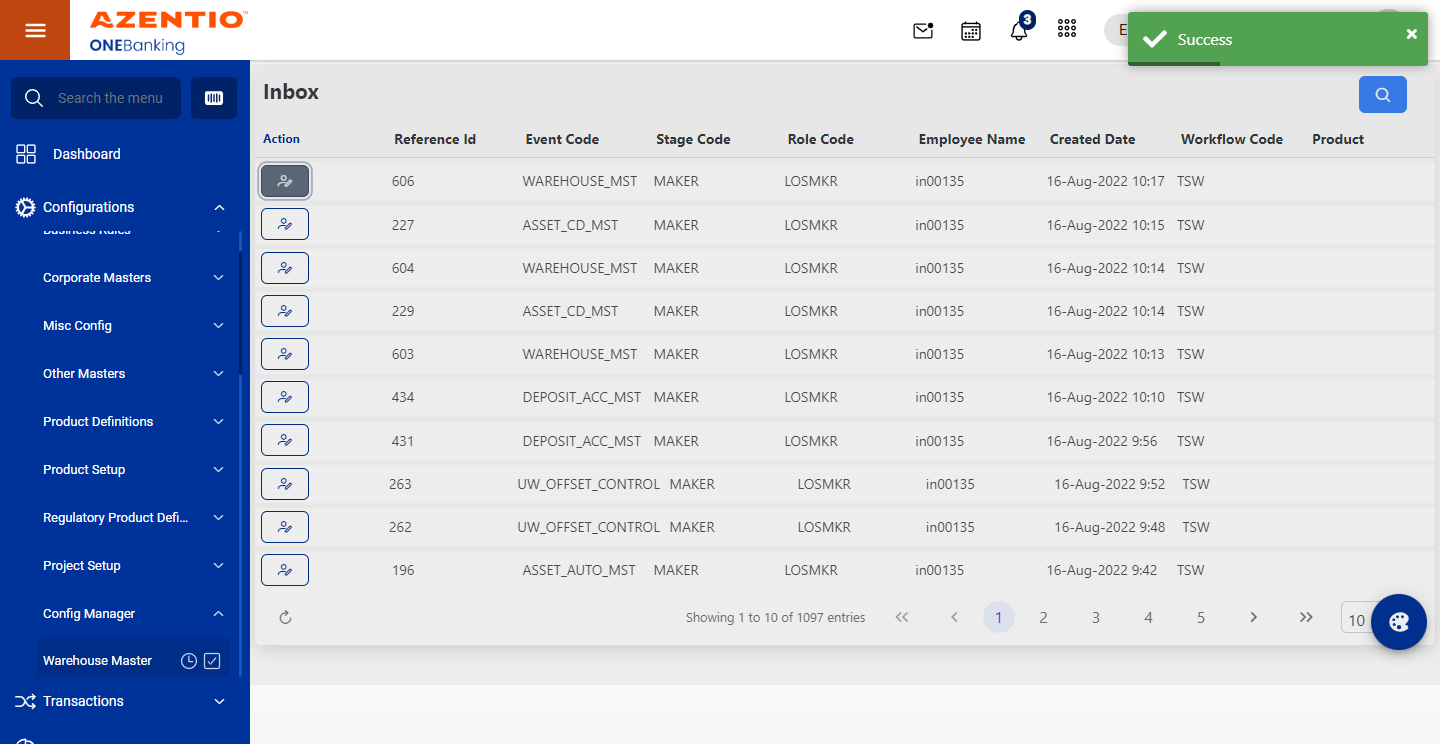 AZENTIO™
ONEBanking
3
E
Success
Search the menu
Dashboard
Configurations
Business Rules
Corporate Masters
Misc Config
Other Masters
Product Definitions
Product Setup
Regulatory Product Defi...
Project Setup
Config Manager
Warehouse Master
Transactions
Inbox
Action Reference Id Event Code Stage Code Role Code Employee Name Created Date Workflow Code Product
606 WAREHOUSE_MST MAKER LOSMKR in00135 16-Aug-2022 10:17 TSW
227 ASSET_CD_MST MAKER LOSMKR in00135 16-Aug-2022 10:15 TSW
604 WAREHOUSE_MST MAKER LOSMKR in00135 16-Aug-2022 10:14 TSW
229 ASSET_CD_MST MAKER LOSMKR in00135 16-Aug-2022 10:14 TSW
603 WAREHOUSE_MST MAKER LOSMKR in00135 16-Aug-2022 10:13 TSW
434 DEPOSIT_ACC_MST MAKER LOSMKR in00135 16-Aug-2022 10:10 TSW
431 DEPOSIT_ACC_MST MAKER LOSMKR in00135 16-Aug-2022 9:56 TSW
263 UW_OFFSET_CONTROL MAKER LOSMKR in00135 16-Aug-2022 9:52 TSW
262 UW_OFFSET_CONTROL MAKER LOSMKR in00135 16-Aug-2022 9:48 TSW
196 ASSET_AUTO_MST MAKER LOSMKR in00135 16-Aug-2022 9:42 TSW
Showing 1 to 10 of 1097 entries << < 1 2 3 4 5 > >> 10